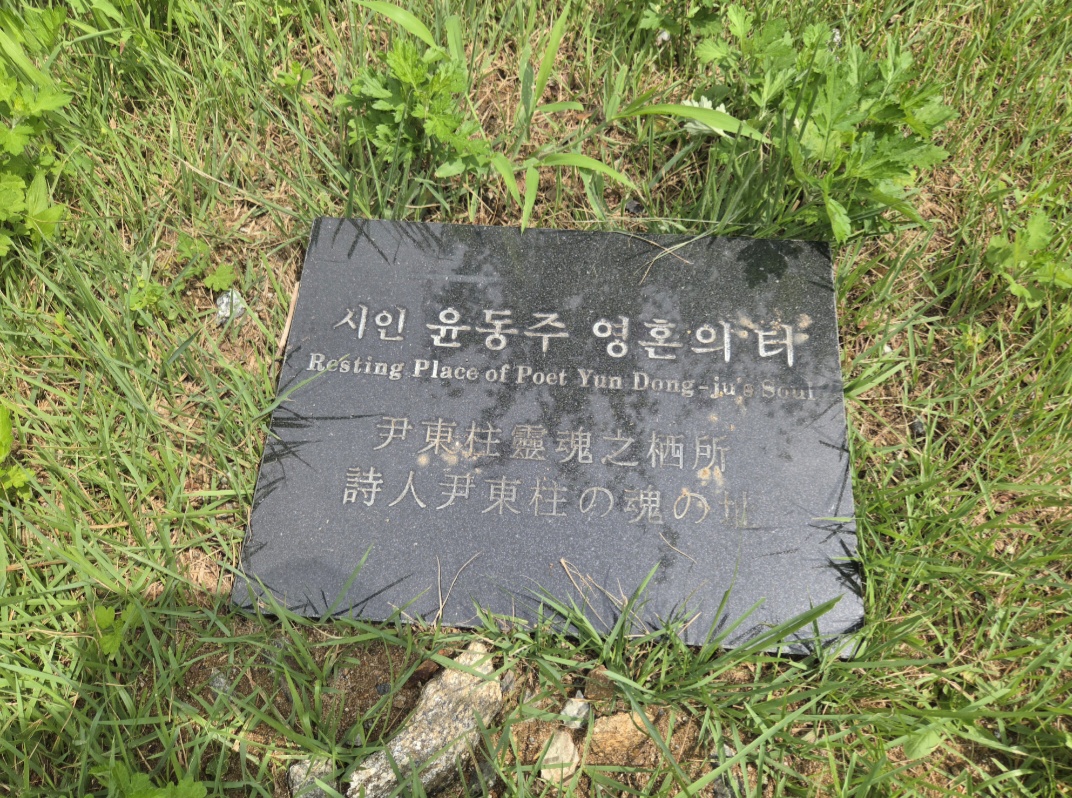 시인 윤동주 영혼의 터
Resting Place of Poet Yun Dong-ju's Soul
尹東柱靈魂之栖所
詩人尹東柱の魂の址